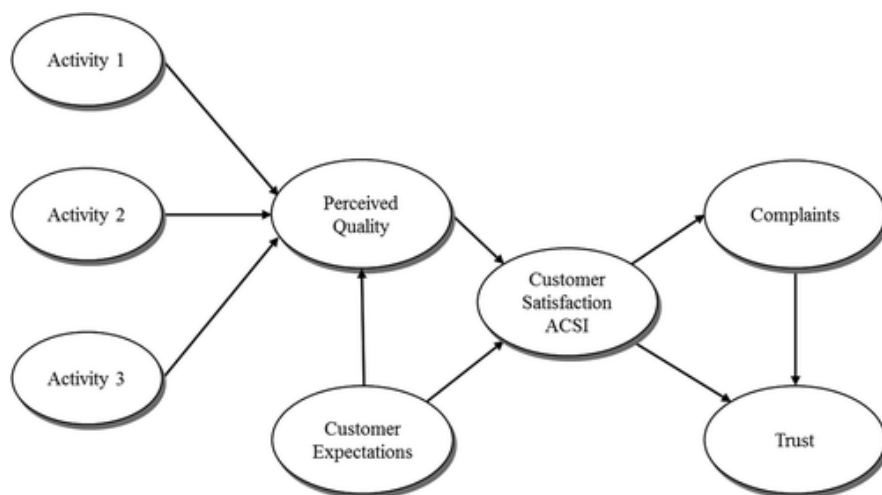 Activity 1
Activity 2
Activity 3
Perceived
Quality
Customer
Expectations
Customer
Satisfaction
ACSI
Complaints
Trust